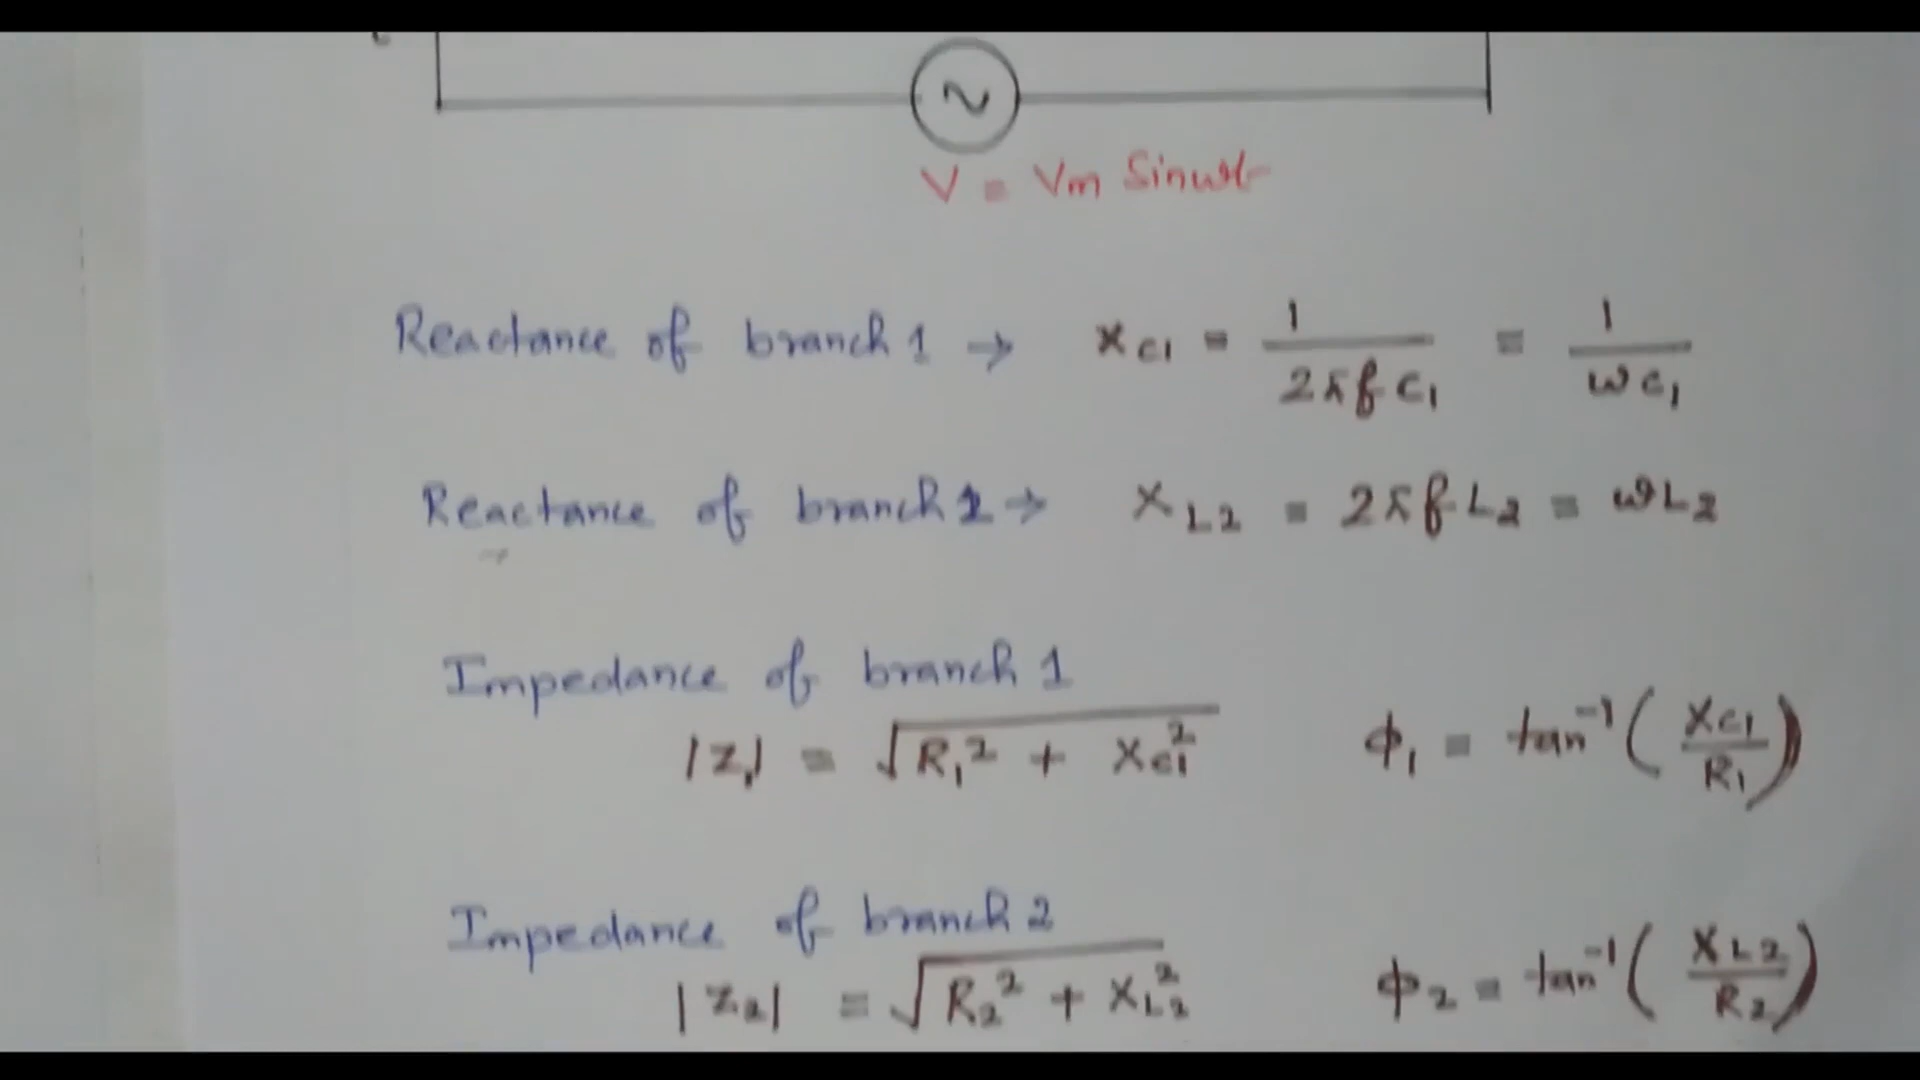 V = Vm Sinωt
Reactance of branch 1 → XC1 = 1 / 2πfC1 = 1 / ωC1
Reactance of branch 2 → XL2 = 2πfL2 = ωL2
Impedance of branch 1
|Z1| = √(R1² + XC1²) ϕ1 = tan⁻¹(XC1 / R1)
Impedance of branch 2
|Z2| = √(R2² + XL2²) ϕ2 = tan⁻¹(XL2 / R2)